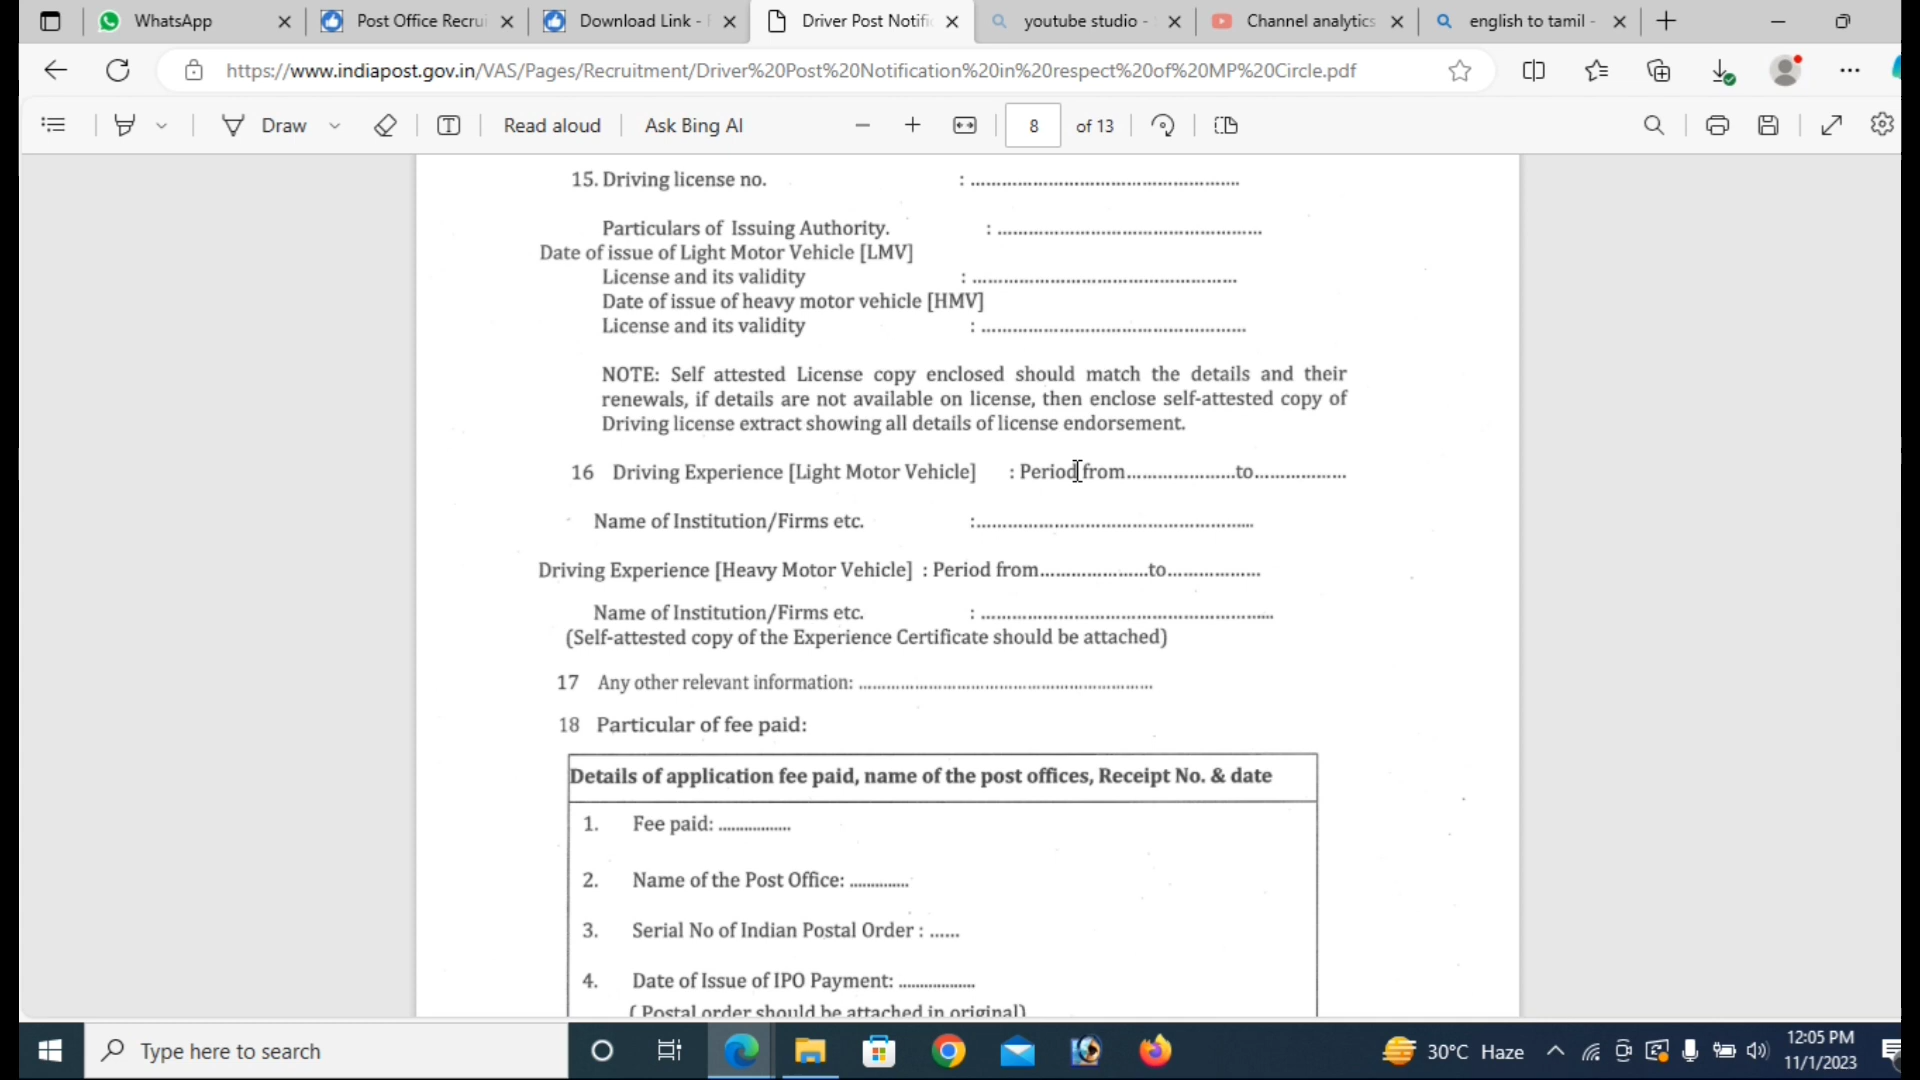 WhatsApp
Post Office Recrui
Download Link -
Driver Post Notifi
youtube studio -
Channel analytics
english to tamil -
https://www.indiapost.gov.in/VAS/Pages/Recruitment/Driver%20Post%20Notification%20in%20respect%20of%20MP%20Circle.pdf
Draw
Read aloud
Ask Bing AI
8
of 13
15. Driving license no. : ..................................................
Particulars of Issuing Authority. : ..................................................
Date of issue of Light Motor Vehicle [LMV]
License and its validity : ..................................................
Date of issue of heavy motor vehicle [HMV]
License and its validity : ..................................................
NOTE: Self attested License copy enclosed should match the details and their
renewals, if details are not available on license, then enclose self-attested copy of
Driving license extract showing all details of license endorsement.
16 Driving Experience [Light Motor Vehicle] : Period from.....................to..................
Name of Institution/Firms etc. :....................................................
Driving Experience [Heavy Motor Vehicle] : Period from.....................to..................
Name of Institution/Firms etc. : ......................................................
(Self-attested copy of the Experience Certificate should be attached)
17 Any other relevant information: ......................................................
18 Particular of fee paid:
Details of application fee paid, name of the post offices, Receipt No. & date
1. Fee paid: .................
2. Name of the Post Office: ..............
3. Serial No of Indian Postal Order : ......
4. Date of Issue of IPO Payment: ..................
( Postal order should be attached in original)
Type here to search
30°C Haze
12:05 PM
11/1/2023